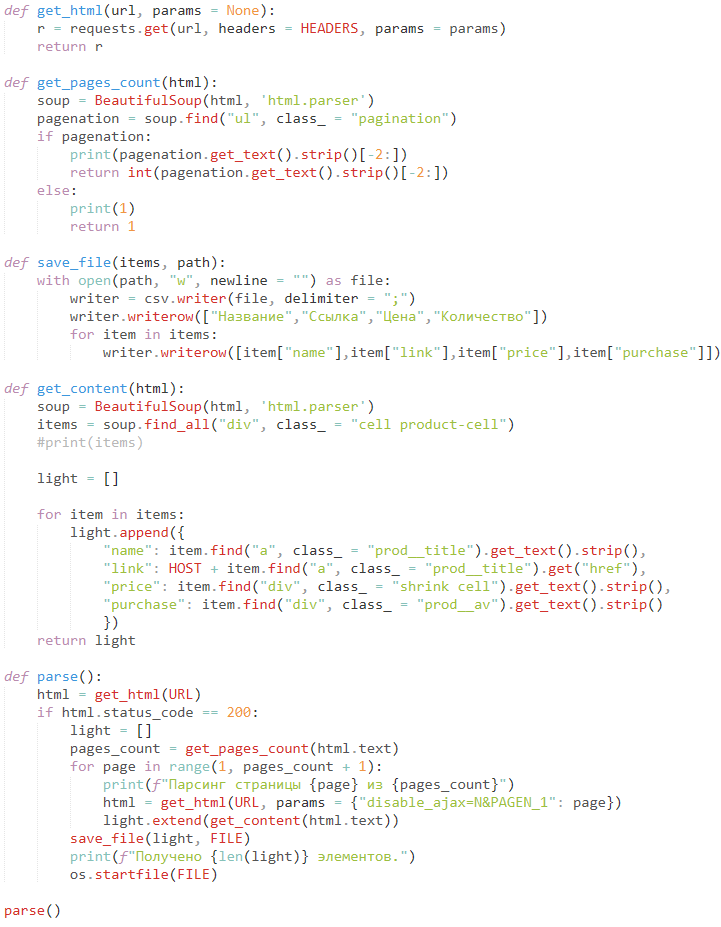 def get_html(url, params = None):
    r = requests.get(url, headers = HEADERS, params = params)
    return r

def get_pages_count(html):
    soup = BeautifulSoup(html, 'html.parser')
    pagenation = soup.find("ul", class_ = "pagination")
    if pagenation:
        print(pagenation.get_text().strip()[-2:])
        return int(pagenation.get_text().strip()[-2:])
    else:
        print(1)
        return 1

def save_file(items, path):
    with open(path, "w", newline = "") as file:
        writer = csv.writer(file, delimiter = ";")
        writer.writerow(["Название","Ссылка","Цена","Количество"])
        for item in items:
            writer.writerow([item["name"],item["link"],item["price"],item["purchase"]])

def get_content(html):
    soup = BeautifulSoup(html, 'html.parser')
    items = soup.find_all("div", class_ = "cell product-cell")
    #print(items)

    light = []

    for item in items:
        light.append({
            "name": item.find("a", class_ = "prod__title").get_text().strip(),
            "link": HOST + item.find("a", class_ = "prod__title").get("href"),
            "price": item.find("div", class_ = "shrink cell").get_text().strip(),
            "purchase": item.find("div", class_ = "prod__av").get_text().strip()
            })
    return light

def parse():
    html = get_html(URL)
    if html.status_code == 200:
        light = []
        pages_count = get_pages_count(html.text)
        for page in range(1, pages_count + 1):
            print(f"Парсинг страницы {page} из {pages_count}")
            html = get_html(URL, params = {"disable_ajax=N&PAGEN_1": page})
            light.extend(get_content(html.text))
        save_file(light, FILE)
        print(f"Получено {len(light)} элементов.")
        os.startfile(FILE)

parse()